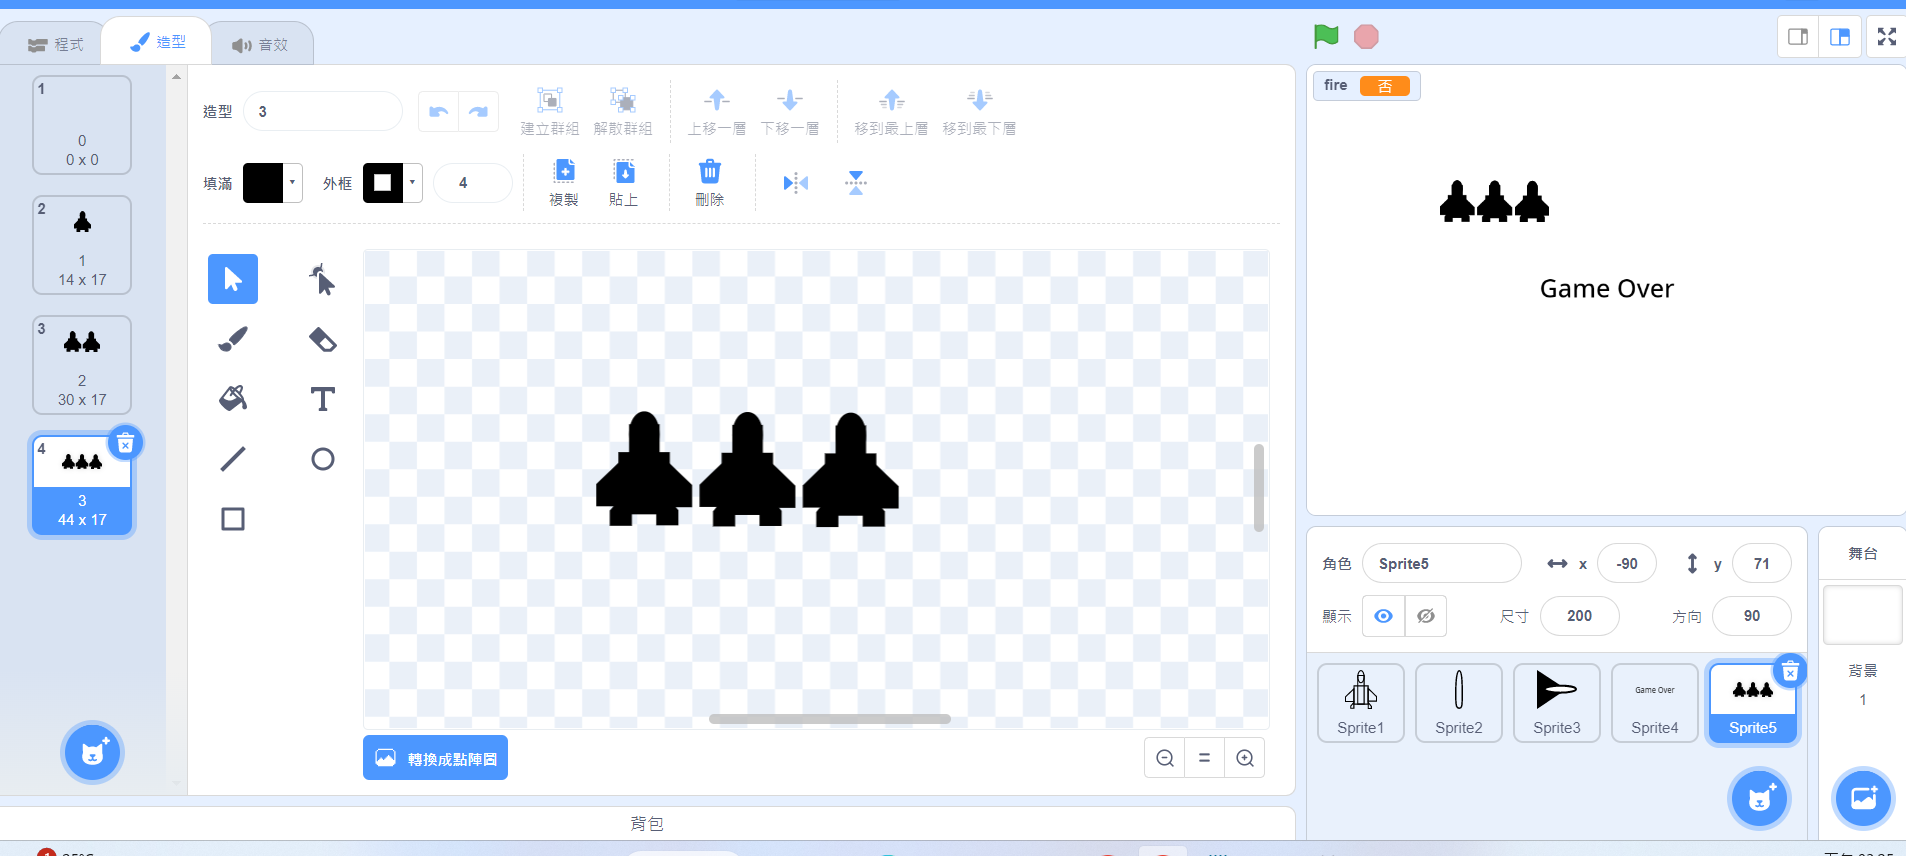 程式
造型
音效
1
0
0 x 0
2
1
14 x 17
3
2
30 x 17
4
3
44 x 17
造型
3
建立群組
解散群組
上移一層
下移一層
移到最上層
移到最下層
填滿
外框
4
複製
貼上
刪除
轉換成點陣圖
背包
fire
否
Game Over
角色
Sprite5
x
-90
y
71
顯示
尺寸
200
方向
90
Sprite1
Sprite2
Sprite3
Game Over
Sprite4
Sprite5
舞台
背景
1